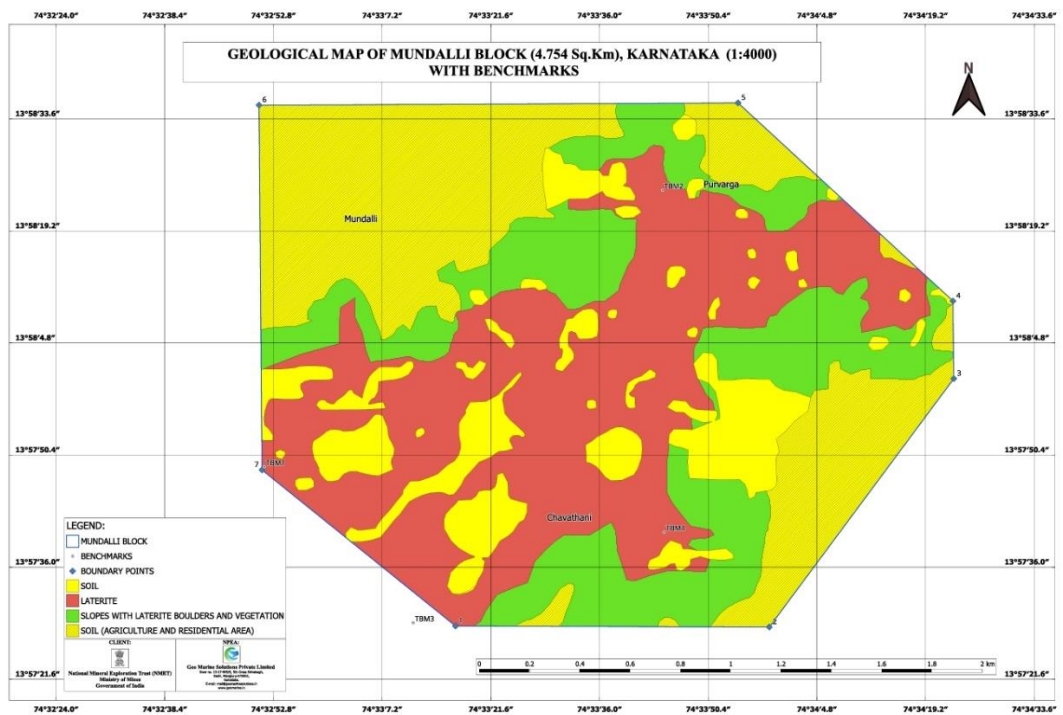 74°32'24.0" 74°32'38.4" 74°32'52.8" 74°33'7.2" 74°33'21.6" 74°33'36.0" 74°33'50.4" 74°34'4.8" 74°34'19.2" 74°34'33.6"
GEOLOGICAL MAP OF MUNDALLI BLOCK (4.754 Sq.Km), KARNATAKA (1:4000)
WITH BENCHMARKS
N
6
5
13°58'33.6" 13°58'33.6"
TBM2
Purvarga
Mundalli
13°58'19.2" 13°58'19.2"
4
13°58'4.8" 13°58'4.8"
3
13°57'50.4" 13°57'50.4"
7
TBM1
Chavathani
TBM4
13°57'36.0" 13°57'36.0"
TBM3
1
2
LEGEND:
MUNDALLI BLOCK
BENCHMARKS
BOUNDARY POINTS
SOIL
LATERITE
SLOPES WITH LATERITE BOULDERS AND VEGETATION
SOIL (AGRICULTURE AND RESIDENTIAL AREA)
CLIENT:
National Mineral Exploration Trust (NMET)
Ministry of Mines
Government of India
NPEA:
Geo Marine Solutions Private Limited
0 0.2 0.4 0.6 0.8 1 1.2 1.4 1.6 1.8 2 km
13°57'21.6" 13°57'21.6"
74°32'24.0" 74°32'38.4" 74°32'52.8" 74°33'7.2" 74°33'21.6" 74°33'36.0" 74°33'50.4" 74°34'4.8" 74°34'19.2" 74°34'33.6"